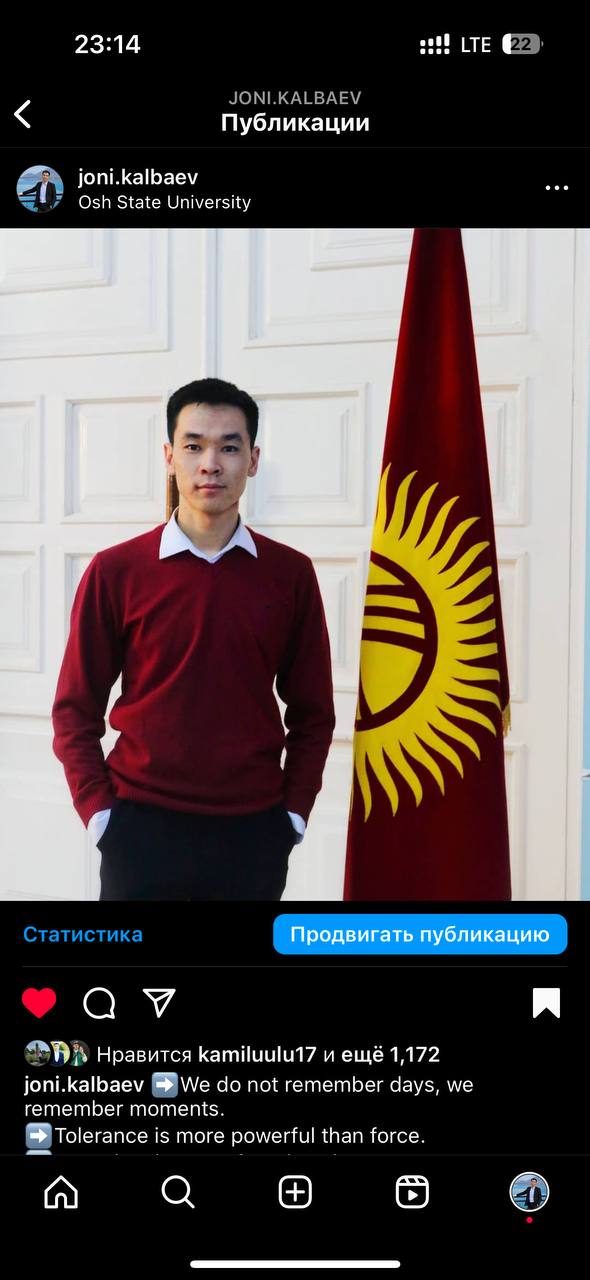 23:14
LTE
22
JONI.KALBAEV
Публикации
joni.kalbaev
Osh State University
Статистика
Продвигать публикацию
Нравится kamiluulu17 и ещё 1,172
joni.kalbaev ➡️We do not remember days, we
remember moments.
➡️Tolerance is more powerful than force.